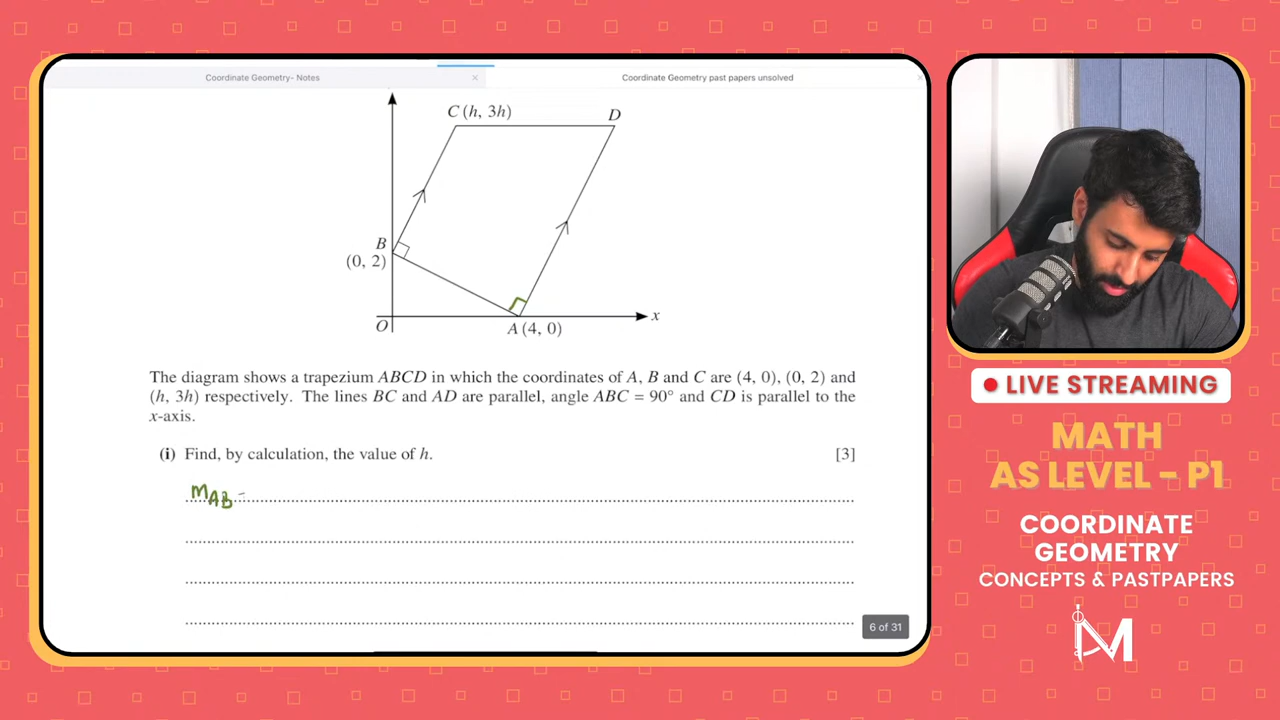 Coordinate Geometry- Notes
×
Coordinate Geometry past papers unsolved
×
C (h, 3h)
D
B
(0, 2)
O
A (4, 0)
x
The diagram shows a trapezium ABCD in which the coordinates of A, B and C are (4, 0), (0, 2) and
(h, 3h) respectively. The lines BC and AD are parallel, angle ABC = 90° and CD is parallel to the
x-axis.
(i) Find, by calculation, the value of h. [3]
MAB =
6 of 31
LIVE STREAMING
MATH
AS LEVEL - P1
COORDINATE
GEOMETRY
CONCEPTS & PASTPAPERS
M